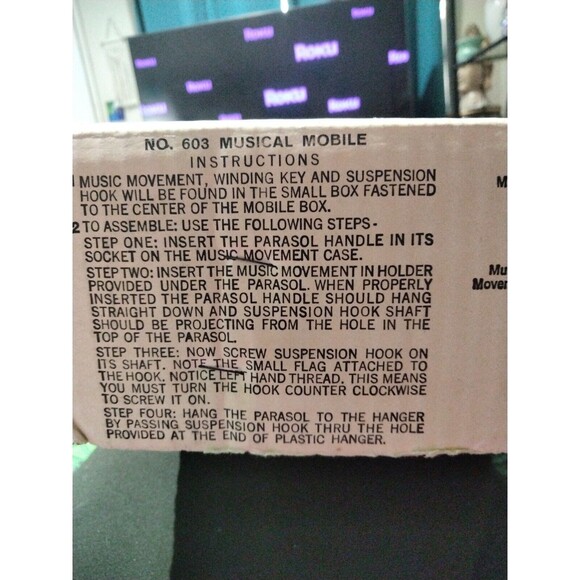 Roku
Roku
Roku
Roku
Roku
Roku
Roku
NO. 603 MUSICAL MOBILE
INSTRUCTIONS
MUSIC MOVEMENT, WINDING KEY AND SUSPENSION
HOOK WILL BE FOUND IN THE SMALL BOX FASTENED
TO THE CENTER OF THE MOBILE BOX.
2 TO ASSEMBLE: USE THE FOLLOWING STEPS -
STEP ONE: INSERT THE PARASOL HANDLE IN ITS
SOCKET ON THE MUSIC MOVEMENT CASE.
STEP TWO: INSERT THE MUSIC MOVEMENT IN HOLDER
PROVIDED UNDER THE PARASOL. WHEN PROPERLY
INSERTED THE PARASOL HANDLE SHOULD HANG
STRAIGHT DOWN AND SUSPENSION HOOK SHAFT
SHOULD BE PROJECTING FROM THE HOLE IN THE
TOP OF THE PARASOL.
STEP THREE: NOW SCREW SUSPENSION HOOK ON
ITS SHAFT. NOTE THE SMALL FLAG ATTACHED TO
THE HOOK. NOTICE LEFT HAND THREAD. THIS MEANS
YOU MUST TURN THE HOOK COUNTER CLOCKWISE
TO SCREW IT ON.
STEP FOUR: HANG THE PARASOL TO THE HANGER
BY PASSING SUSPENSION HOOK THRU THE HOLE
PROVIDED AT THE END OF PLASTIC HANGER.
M
Mu
Movem